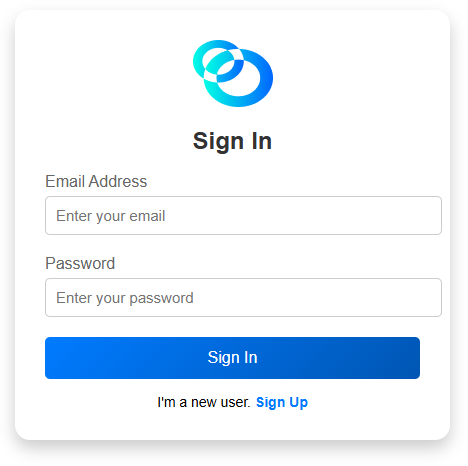 Sign In
Email Address
Enter your email
Password
Enter your password
Sign In
I'm a new user. Sign Up